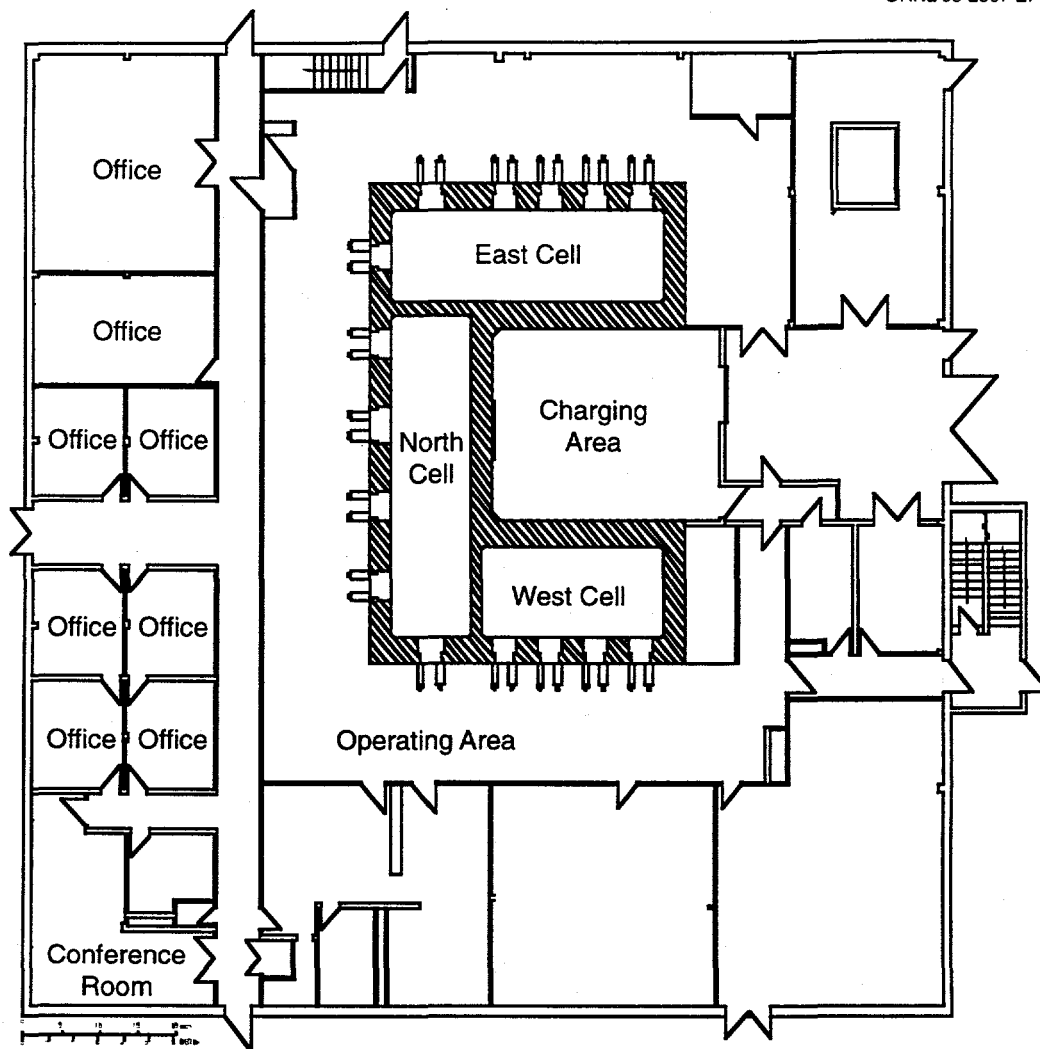 Office
East Cell
Office
Office Office
Charging
Area
North
Cell
Office
West Cell
Office Office
Operating Area
Conference
Room